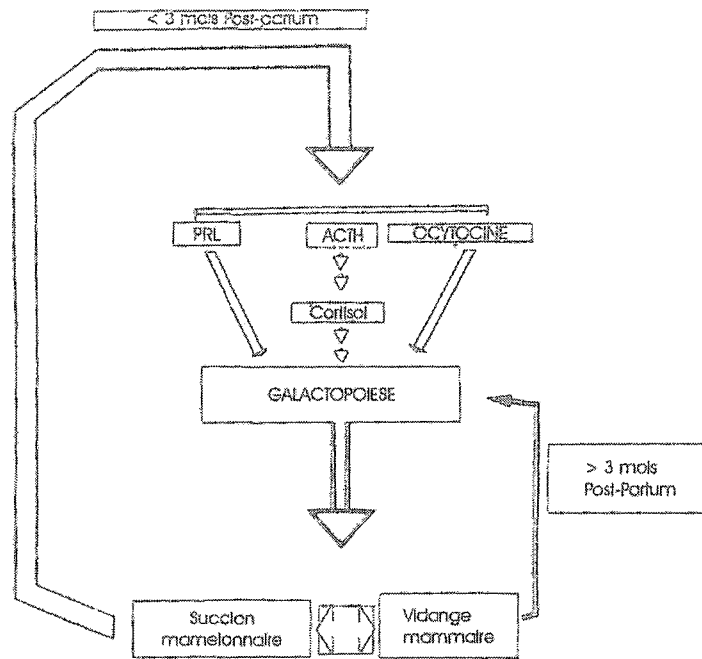 < 3 mois Post-partum
PRL
ACTH
OCYTOCINE
Cortisol
GALACTOPOIESE
> 3 mois
Post-Partum
Succion
mamelonnaire
Vidange
mammaire